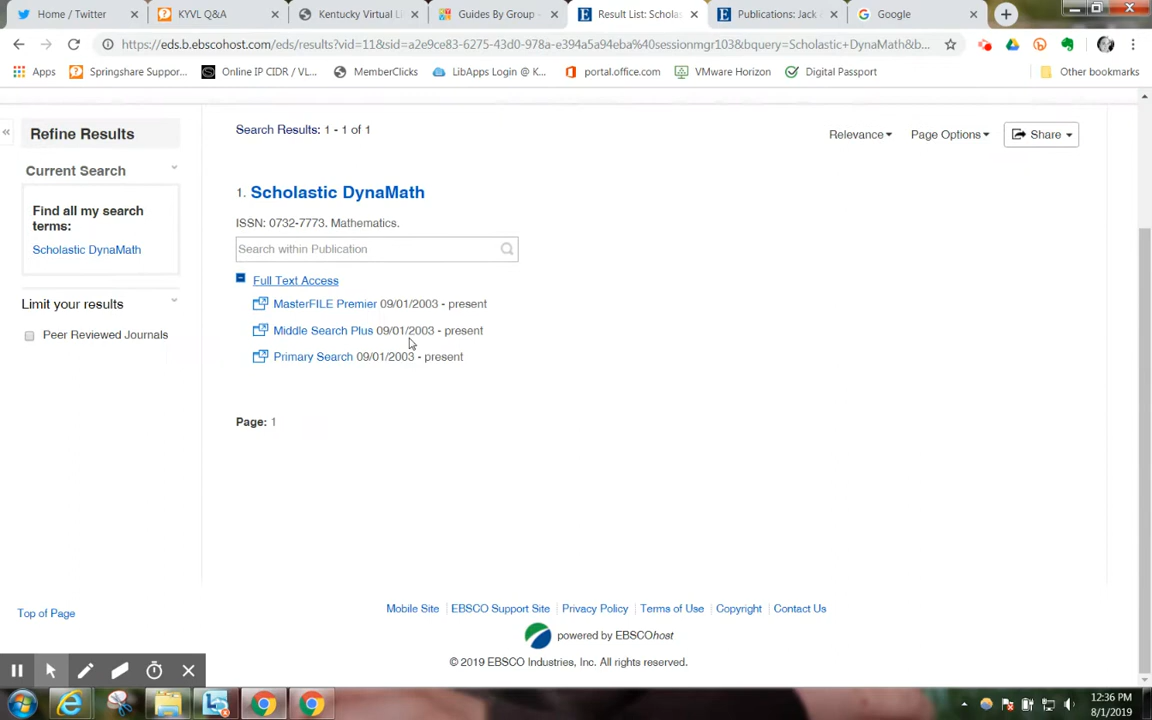 Home / Twitter
KYVL Q&A
Kentucky Virtual Li
Guides By Group -
Result List: Scholas
Publications: Jack
Google
https://eds.b.ebscohost.com/eds/results?vid=11&sid=a2e9ce83-6275-43d0-978a-e394a5a94eba%40sessionmgr103&bquery=Scholastic+DynaMath&b...
Apps
Springshare Suppor...
Online IP CIDR / VL...
MemberClicks
LibApps Login @ K...
portal.office.com
VMware Horizon
Digital Passport
Other bookmarks
Refine Results
Current Search
Find all my search
terms:
Scholastic DynaMath
Limit your results
Peer Reviewed Journals
Search Results: 1 - 1 of 1
Relevance
Page Options
Share
1. Scholastic DynaMath
ISSN: 0732-7773. Mathematics.
Search within Publication
Full Text Access
MasterFILE Premier 09/01/2003 - present
Middle Search Plus 09/01/2003 - present
Primary Search 09/01/2003 - present
Page: 1
Top of Page
Mobile Site
EBSCO Support Site
Privacy Policy
Terms of Use
Copyright
Contact Us
powered by EBSCOhost
© 2019 EBSCO Industries, Inc. All rights reserved.
12:36 PM
8/1/2019